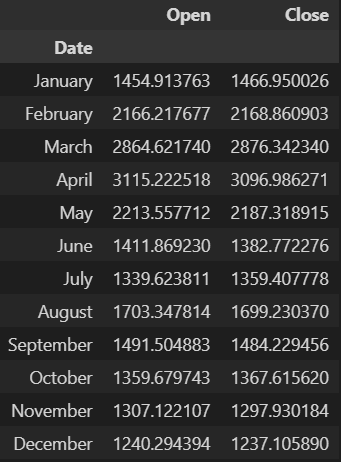 Open Close
Date
January 1454.913763 1466.950026
February 2166.217677 2168.860903
March 2864.621740 2876.342340
April 3115.222518 3096.986271
May 2213.557712 2187.318915
June 1411.869230 1382.772276
July 1339.623811 1359.407778
August 1703.347814 1699.230370
September 1491.504883 1484.229456
October 1359.679743 1367.615620
November 1307.122107 1297.930184
December 1240.294394 1237.105890